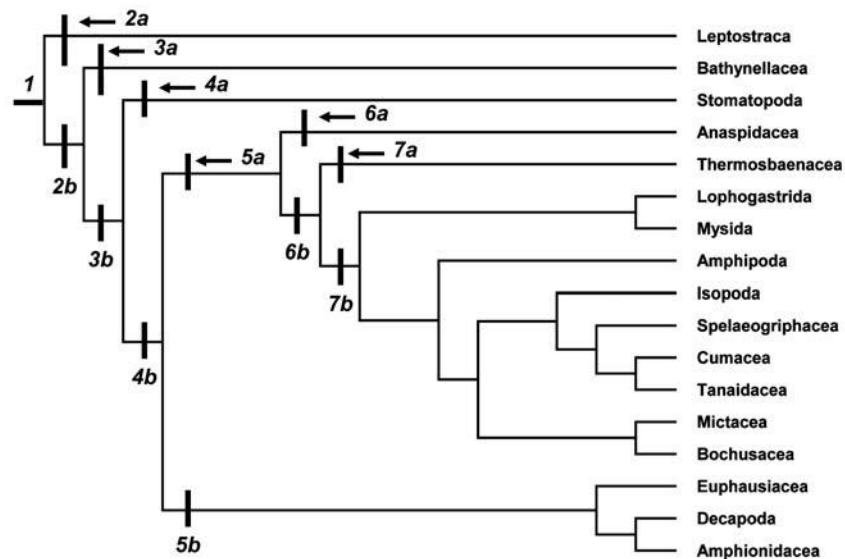 2a
Leptostraca
3a
Bathynellacea
1
4a
Stomatopoda
6a
Anaspidacea
5a
7a
Thermosbaenacea
2b
Lophogastrida
Mysida
6b
3b
Amphipoda
7b
Isopoda
Spelaeogriphacea
Cumacea
4b
Tanaidacea
Mictacea
Bochusacea
Euphausiacea
Decapoda
5b
Amphionidacea